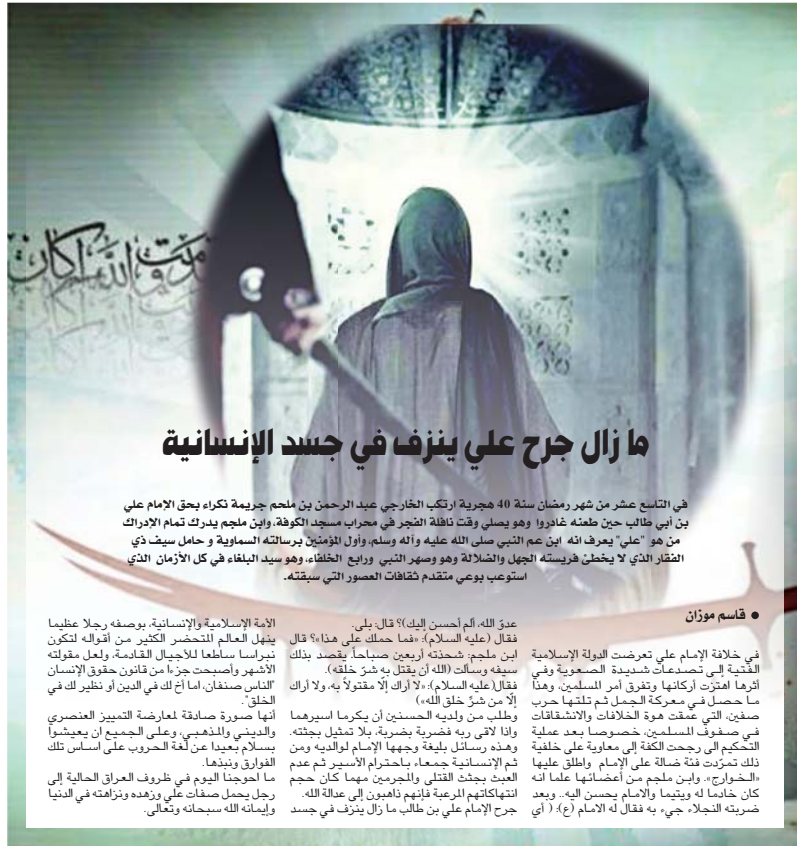 تهدمت والله أركان
ما زال جرح علي ينزف في جسد الإنسانية
في التاسع عشر من شهر رمضان سنة 40 هجرية ارتكب الخارجي عبد الرحمن بن ملجم جريمة نكراء بحق الإمام علي
بن أبي طالب حين طعنه غادروا وهو يصلي وقت نافلة الفجر في محراب مسجد الكوفة، وابن ملجم يدرك تمام الإدراك
من هو "علي" يعرف انه ابن عم النبي صلى الله عليه وآله وسلم، وأول المؤمنين برسالته السماوية و حامل سيف ذي
الفقار الذي لا يخطئ فريسته الجهل والضلالة وهو وصهر النبي ورابع الخلفاء، وهو سيد البلغاء في كل الأزمان الذي
استوعب بوعي متقدم ثقافات العصور التي سبقته.
● قاسم موزان
في خلافة الإمام علي تعرضت الدولة الإسلامية
الفتية إلى تصدعات شديدة الصعوبة وفي
أثرها اهتزت أركانها وتفرق أمر المسلمين، وهذا
ما حصل في معركة الجمل ثم تلتها حرب
صفين، التي عمقت هوة الخلافات والانشقاقات
في صفوف المسلمين، خصوصا بعد عملية
التحكيم الى رجحت الكفة إلى معاوية على خلفية
ذلك تمرّدت فئة ضالة على الإمام واطلق عليها
«الخوارج». وابن ملجم من أعضائها علما انه
كان خادما له ويتيما والامام يحسن اليه.. وبعد
ضربته النجلاء جيء به فقال له الامام (ع): ( أي
عدوّ الله، ألم أحسن إليك)؟ قال: بلى.
فقال (عليه السلام): «فما حملك على هذا»؟ قال
ابن ملجم: شحذته أربعين صباحاً، يقصد بذلك
سيفه وسألت (الله أن يقتل به شرّ خلقه).
فقال(عليه السلام): «لا أراك إلّا مقتولاً به، ولا أراك
إلّا من شرّ خلق الله»)
وطلب من ولديه الحسنين أن يكرما اسيرهما
واذا لاقى ربه فضربة بضربة، بلا تمثيل بجثته.
وهذه رسائل بليغة وجهها الإمام لوالديه ومن
ثم الإنسانية جمعاء باحترام الأسير ثم عدم
العبث بجثث القتلى والمجرمين مهما كان حجم
انتهاكاتهم المرعبة فإنهم ذاهبون إلى عدالة الله.
جرح الإمام علي بن طالب ما زال ينزف في جسد
الأمة الإسلامية والإنسانية، بوصفه رجلا عظيما
ينهل العالم المتحضر الكثير من أقواله لتكون
نبراسا ساطعا للأجيال القادمة، ولعل مقولته
الأشهر وأصبحت جزءا من قانون حقوق الإنسان
"الناس صنفان، اما أخ لك في الدين أو نظير لك في
الخلق".
أنها صورة صادقة لمعارضة التمييز العنصري
والديني والمذهبي، وعلى الجميع ان يعيشوا
بسلام بعيدا عن لغة الحروب على اساس تلك
الفوارق ونبذها.
ما احوجنا اليوم في ظروف العراق الحالية إلى
رجل يحمل صفات علي وزهده ونزاهته في الدنيا
وإيمانه الله سبحانه وتعالى.